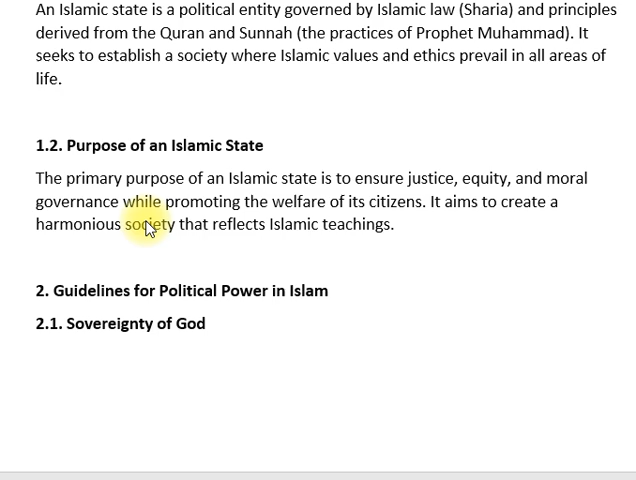 An Islamic state is a political entity governed by Islamic law (Sharia) and principles
derived from the Quran and Sunnah (the practices of Prophet Muhammad). It
seeks to establish a society where Islamic values and ethics prevail in all areas of
life.
1.2. Purpose of an Islamic State
The primary purpose of an Islamic state is to ensure justice, equity, and moral
governance while promoting the welfare of its citizens. It aims to create a
harmonious society that reflects Islamic teachings.
2. Guidelines for Political Power in Islam
2.1. Sovereignty of God